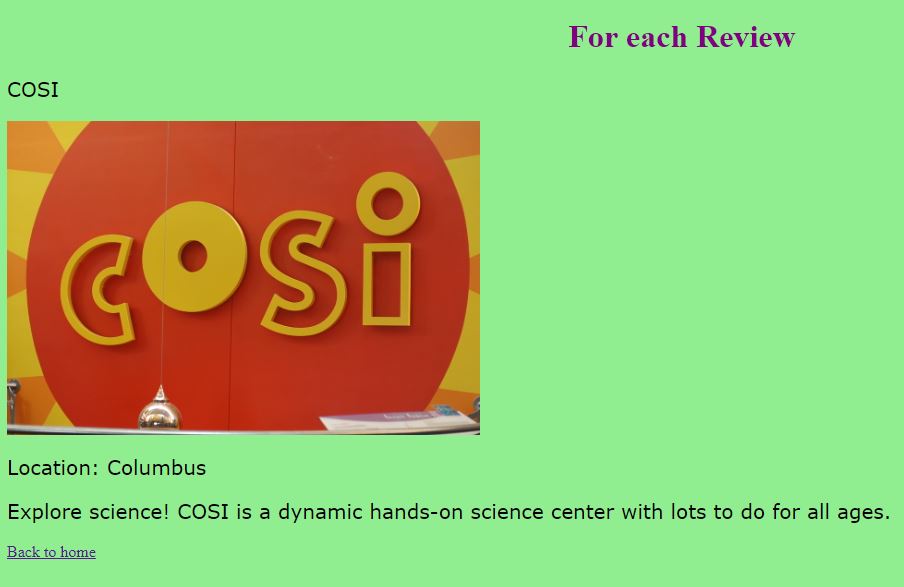 For each Review
COSI
cosi
Location: Columbus
Explore science! COSI is a dynamic hands-on science center with lots to do for all ages.
Back to home